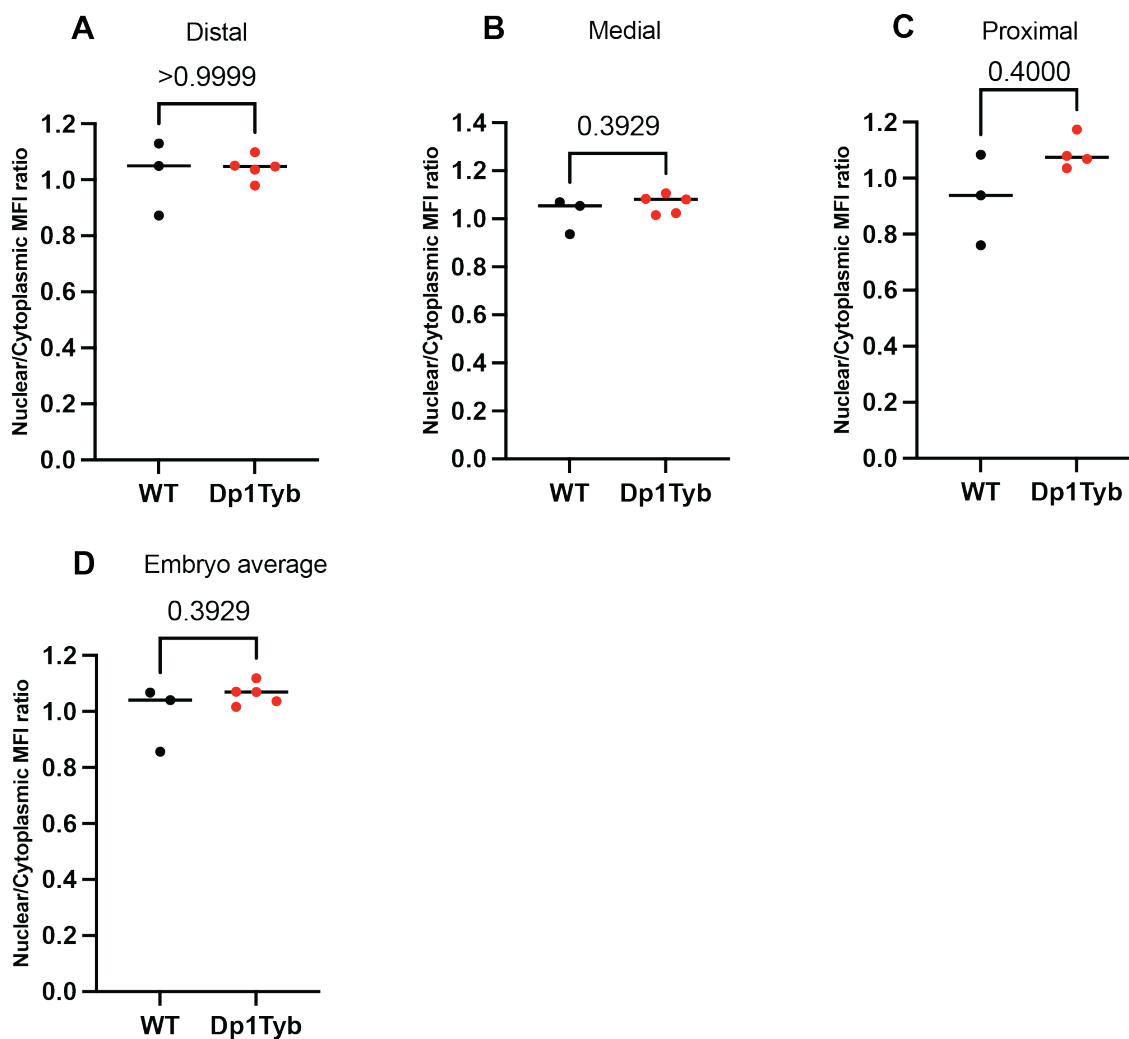 A
Distal
>0.9999
Nuclear/Cytoplasmic MFI ratio
1.2
1.0
0.8
0.6
0.4
0.2
0.0
WT
Dp1Tyb
B
Medial
0.3929
Nuclear/Cytoplasmic MFI ratio
1.4
1.2
1.0
0.8
0.6
0.4
0.2
0.0
WT
Dp1Tyb
C
Proximal
0.4000
Nuclear/Cytoplasmic MFI ratio
1.2
1.0
0.8
0.6
0.4
0.2
0.0
WT
Dp1Tyb
D
Embryo average
0.3929
Nuclear/Cytoplasmic MFI ratio
1.2
1.0
0.8
0.6
0.4
0.2
0.0
WT
Dp1Tyb